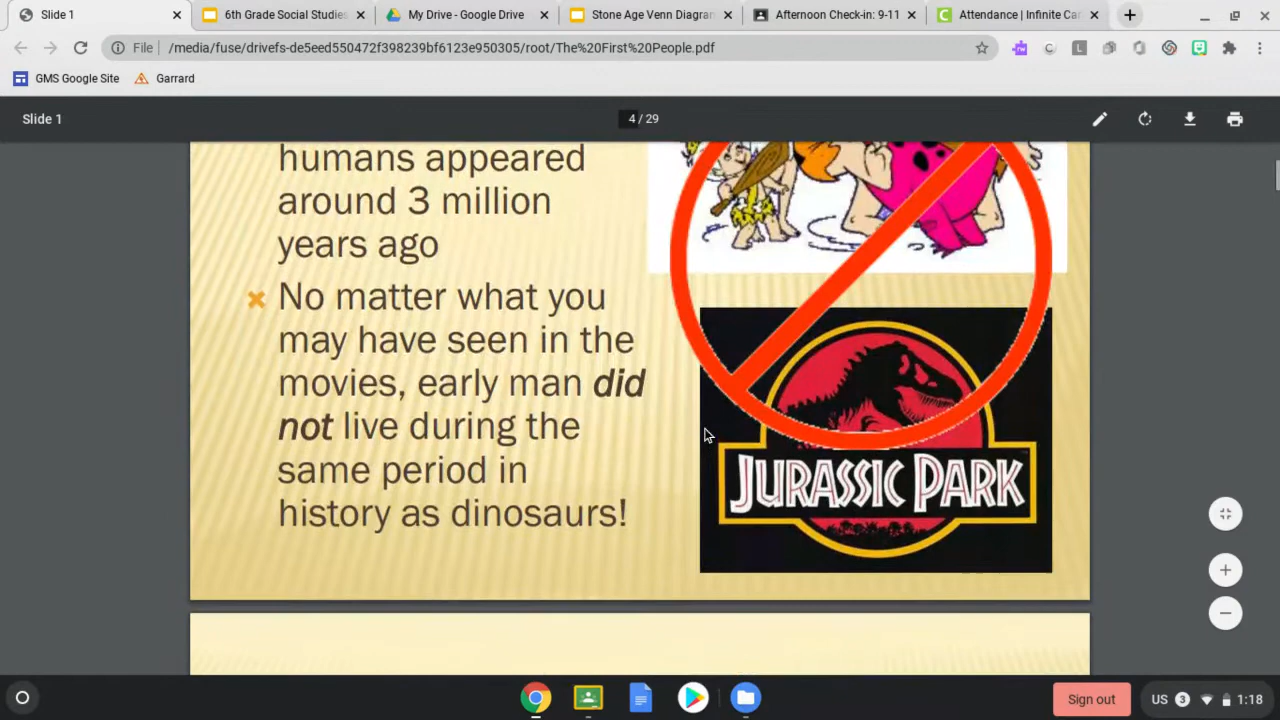 Slide 1
6th Grade Social Studies
My Drive - Google Drive
Stone Age Venn Diagram
Afternoon Check-in: 9-11
Attendance | Infinite Ca
File
/media/fuse/drivefs-de5eed550472f398239bf6123e950305/root/The%20First%20People.pdf
GMS Google Site
Garrard
Slide 1
4 / 29
humans appeared
around 3 million
years ago
No matter what you
may have seen in the
movies, early man did
not live during the
same period in
history as dinosaurs!
JURASSIC PARK
Sign out
US 3 1:18